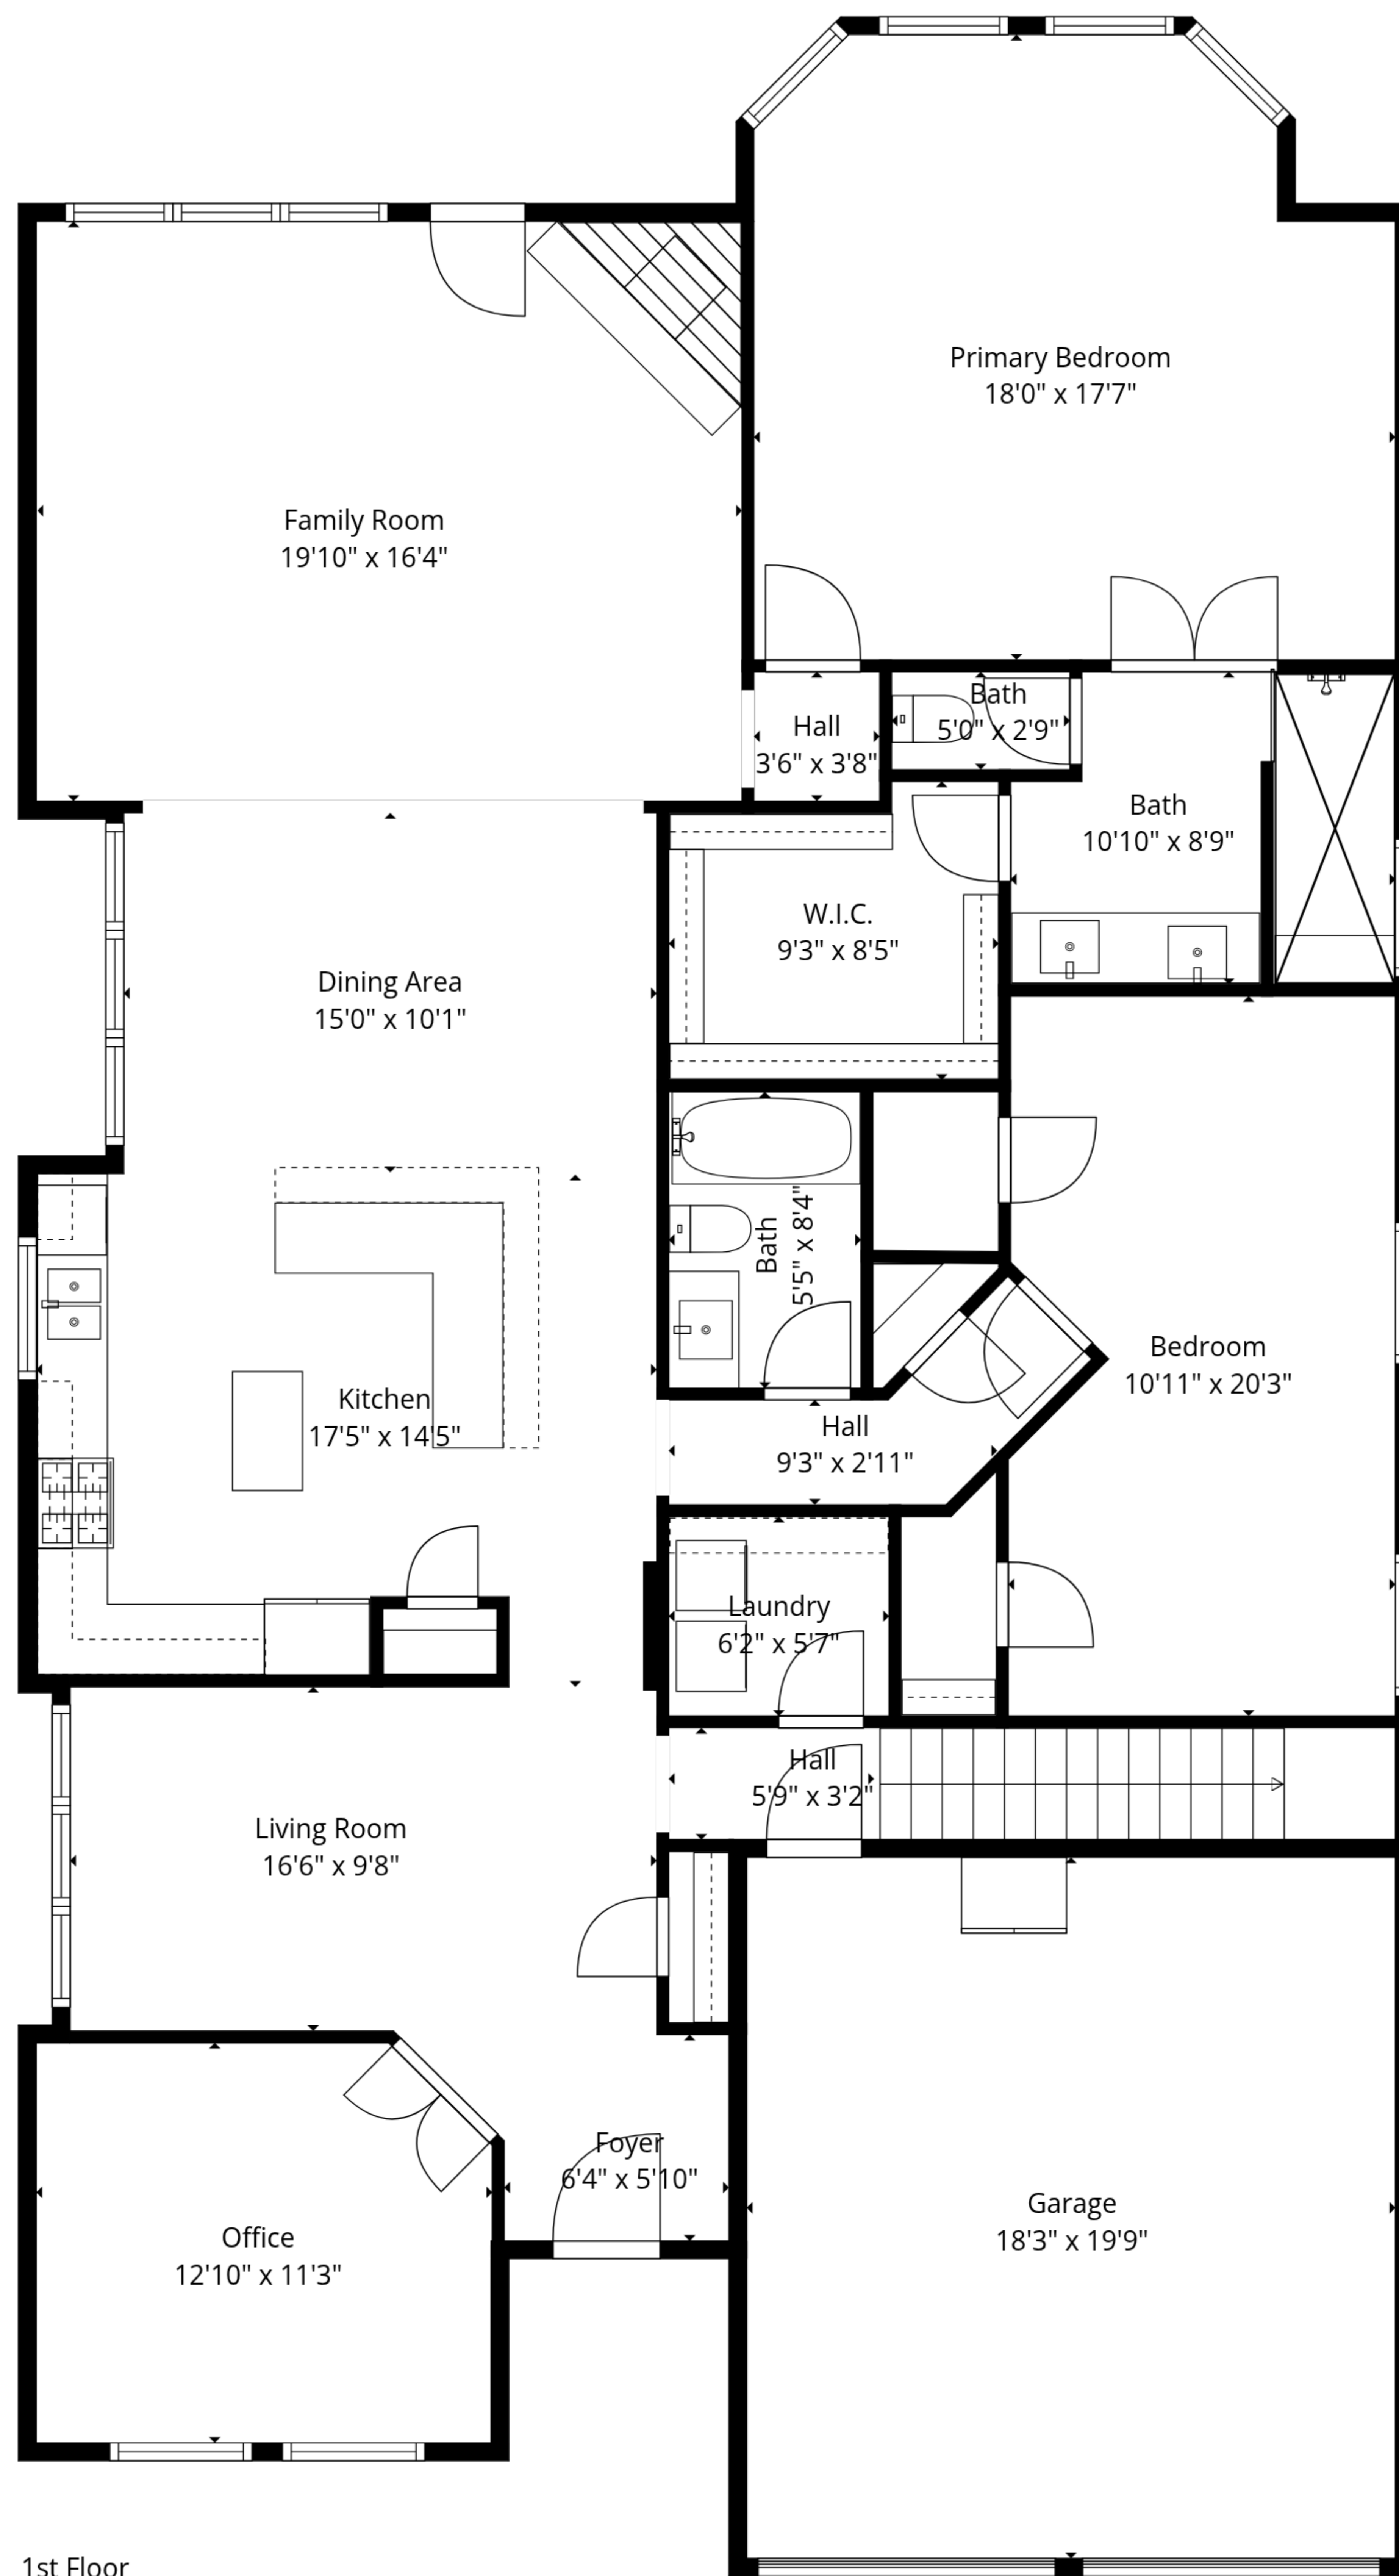 Primary Bedroom
18'0" x 17'7"
Family Room
19'10" x 16'4"
Hall
3'6" x 3'8"
Bath
5'0" x 2'9"
Bath
10'10" x 8'9"
W.I.C.
9'3" x 8'5"
Dining Area
15'0" x 10'1"
Bath
5'5" x 8'4"
Bedroom
10'11" x 20'3"
Kitchen
17'5" x 14'5"
Hall
9'3" x 2'11"
Laundry
6'2" x 5'7"
Hall
5'9" x 3'2"
Living Room
16'6" x 9'8"
Foyer
6'4" x 5'10"
Garage
18'3" x 19'9"
Office
12'10" x 11'3"
1st Floor